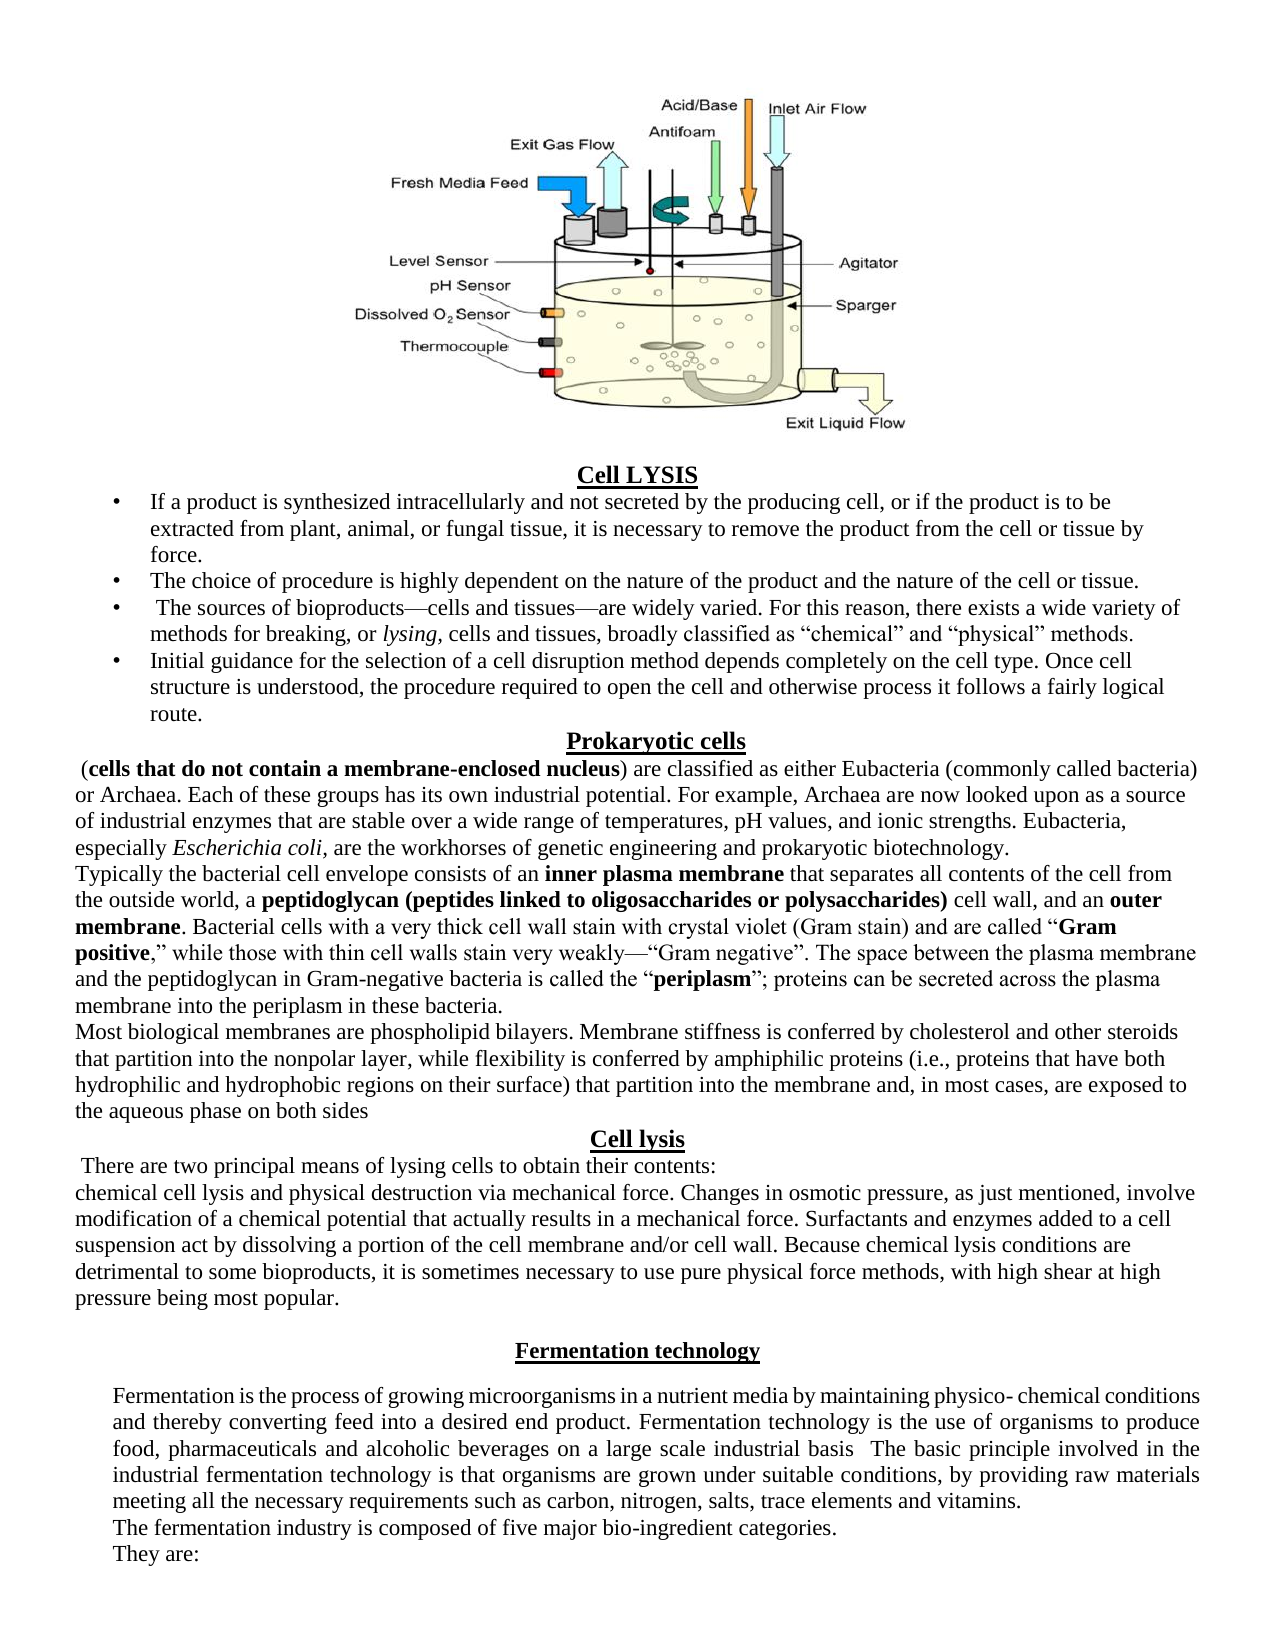 Acid/Base
Inlet Air Flow
Antifoam
Exit Gas Flow
Fresh Media Feed
Level Sensor
Agitator
pH Sensor
Sparger
Dissolved O2 Sensor
Thermocouple
Exit Liquid Flow
Cell LYSIS
• If a product is synthesized intracellularly and not secreted by the producing cell, or if the product is to be
extracted from plant, animal, or fungal tissue, it is necessary to remove the product from the cell or tissue by
force.
• The choice of procedure is highly dependent on the nature of the product and the nature of the cell or tissue.
• The sources of bioproducts—cells and tissues—are widely varied. For this reason, there exists a wide variety of
methods for breaking, or lysing, cells and tissues, broadly classified as “chemical” and “physical” methods.
• Initial guidance for the selection of a cell disruption method depends completely on the cell type. Once cell
structure is understood, the procedure required to open the cell and otherwise process it follows a fairly logical
route.
Prokaryotic cells
(cells that do not contain a membrane-enclosed nucleus) are classified as either Eubacteria (commonly called bacteria)
or Archaea. Each of these groups has its own industrial potential. For example, Archaea are now looked upon as a source
of industrial enzymes that are stable over a wide range of temperatures, pH values, and ionic strengths. Eubacteria,
especially Escherichia coli, are the workhorses of genetic engineering and prokaryotic biotechnology.
Typically the bacterial cell envelope consists of an inner plasma membrane that separates all contents of the cell from
the outside world, a peptidoglycan (peptides linked to oligosaccharides or polysaccharides) cell wall, and an outer
membrane. Bacterial cells with a very thick cell wall stain with crystal violet (Gram stain) and are called “Gram
positive,” while those with thin cell walls stain very weakly—“Gram negative”. The space between the plasma membrane
and the peptidoglycan in Gram-negative bacteria is called the “periplasm”; proteins can be secreted across the plasma
membrane into the periplasm in these bacteria.
Most biological membranes are phospholipid bilayers. Membrane stiffness is conferred by cholesterol and other steroids
that partition into the nonpolar layer, while flexibility is conferred by amphiphilic proteins (i.e., proteins that have both
hydrophilic and hydrophobic regions on their surface) that partition into the membrane and, in most cases, are exposed to
the aqueous phase on both sides
Cell lysis
There are two principal means of lysing cells to obtain their contents:
chemical cell lysis and physical destruction via mechanical force. Changes in osmotic pressure, as just mentioned, involve
modification of a chemical potential that actually results in a mechanical force. Surfactants and enzymes added to a cell
suspension act by dissolving a portion of the cell membrane and/or cell wall. Because chemical lysis conditions are
detrimental to some bioproducts, it is sometimes necessary to use pure physical force methods, with high shear at high
pressure being most popular.
Fermentation technology
Fermentation is the process of growing microorganisms in a nutrient media by maintaining physico- chemical conditions
and thereby converting feed into a desired end product. Fermentation technology is the use of organisms to produce
food, pharmaceuticals and alcoholic beverages on a large scale industrial basis  The basic principle involved in the
industrial fermentation technology is that organisms are grown under suitable conditions, by providing raw materials
meeting all the necessary requirements such as carbon, nitrogen, salts, trace elements and vitamins.
The fermentation industry is composed of five major bio-ingredient categories.
They are: